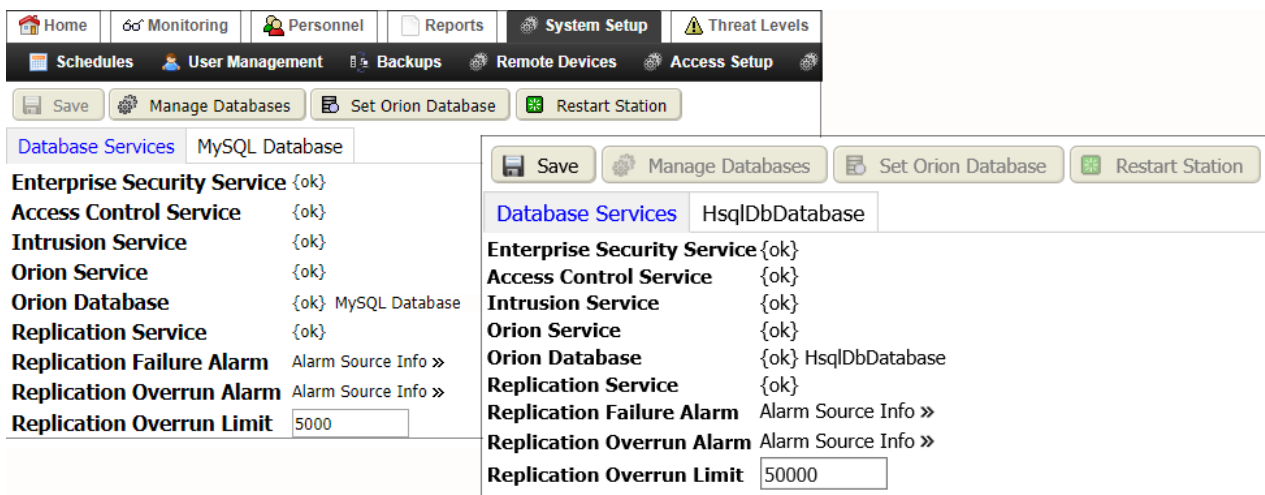 Home Monitoring Personnel Reports System Setup Threat Levels
Schedules User Management Backups Remote Devices Access Setup
Save Manage Databases Set Orion Database Restart Station
Database Services MySQL Database
Enterprise Security Service {ok}
Access Control Service {ok}
Intrusion Service {ok}
Orion Service {ok}
Orion Database {ok} MySQL Database
Replication Service {ok}
Replication Failure Alarm Alarm Source Info »
Replication Overrun Alarm Alarm Source Info »
Replication Overrun Limit 5000
Save Manage Databases Set Orion Database Restart Station
Database Services HsqlDbDatabase
Enterprise Security Service {ok}
Access Control Service {ok}
Intrusion Service {ok}
Orion Service {ok}
Orion Database {ok} HsqlDbDatabase
Replication Service {ok}
Replication Failure Alarm Alarm Source Info »
Replication Overrun Alarm Alarm Source Info »
Replication Overrun Limit 50000